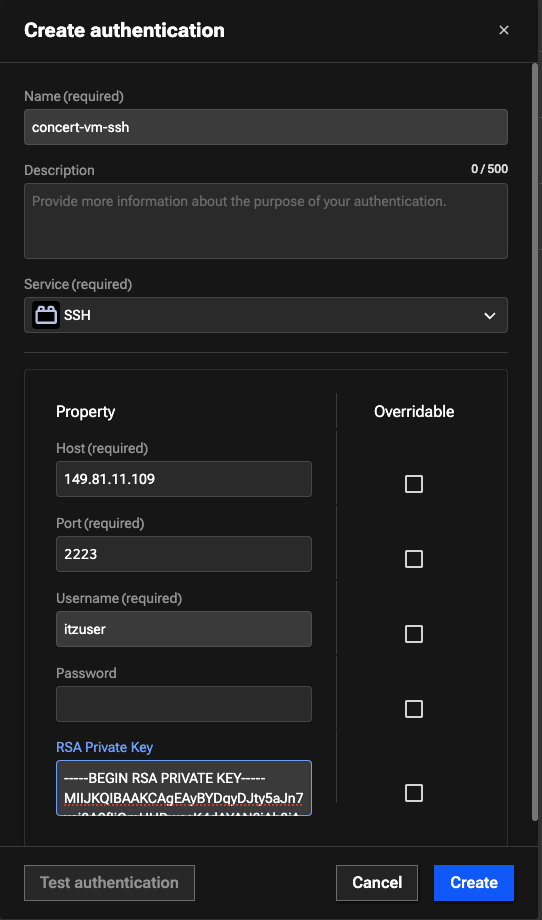 Create authentication
Name (required)
concert-vm-ssh
Description 0 / 500
Provide more information about the purpose of your authentication.
Service (required)
SSH
Property Overridable
Host (required)
149.81.11.109
Port (required)
2223
Username (required)
itzuser
Password
RSA Private Key
-----BEGIN RSA PRIVATE KEY-----
MIIJKQIBAAKCAgEAyBYDqyDJty5aJn7
Test authentication Cancel Create